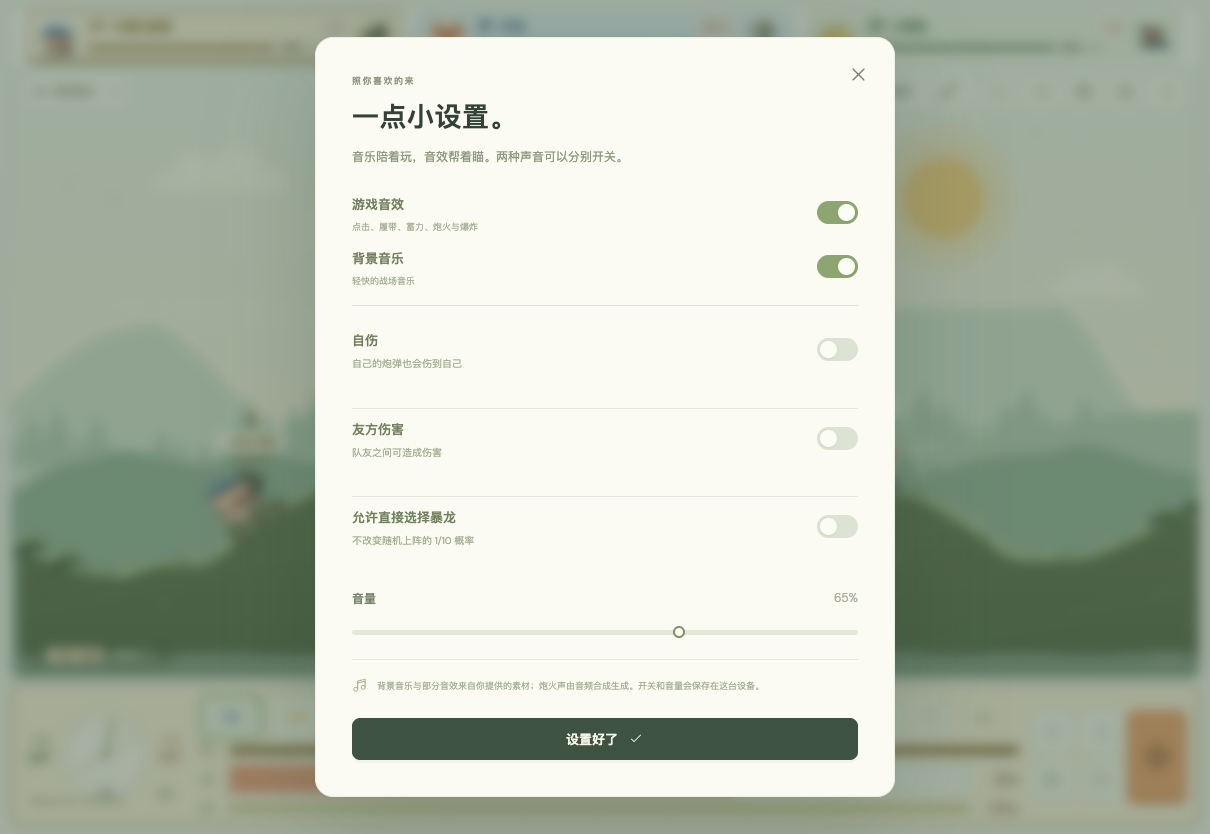 照你喜欢的来
一点小设置。
音乐陪着玩，音效帮着瞄。两种声音可以分别开关。
游戏音效
点击、履带、蓄力、炮火与爆炸
背景音乐
轻快的战场音乐
自伤
自己的炮弹也会伤到自己
友方伤害
队友之间可造成伤害
允许直接选择暴龙
不改变随机上阵的 1/10 概率
音量
65%
背景音乐与部分音效来自你提供的素材；炮火声由音频合成生成。开关和音量会保存在这台设备。
设置好了